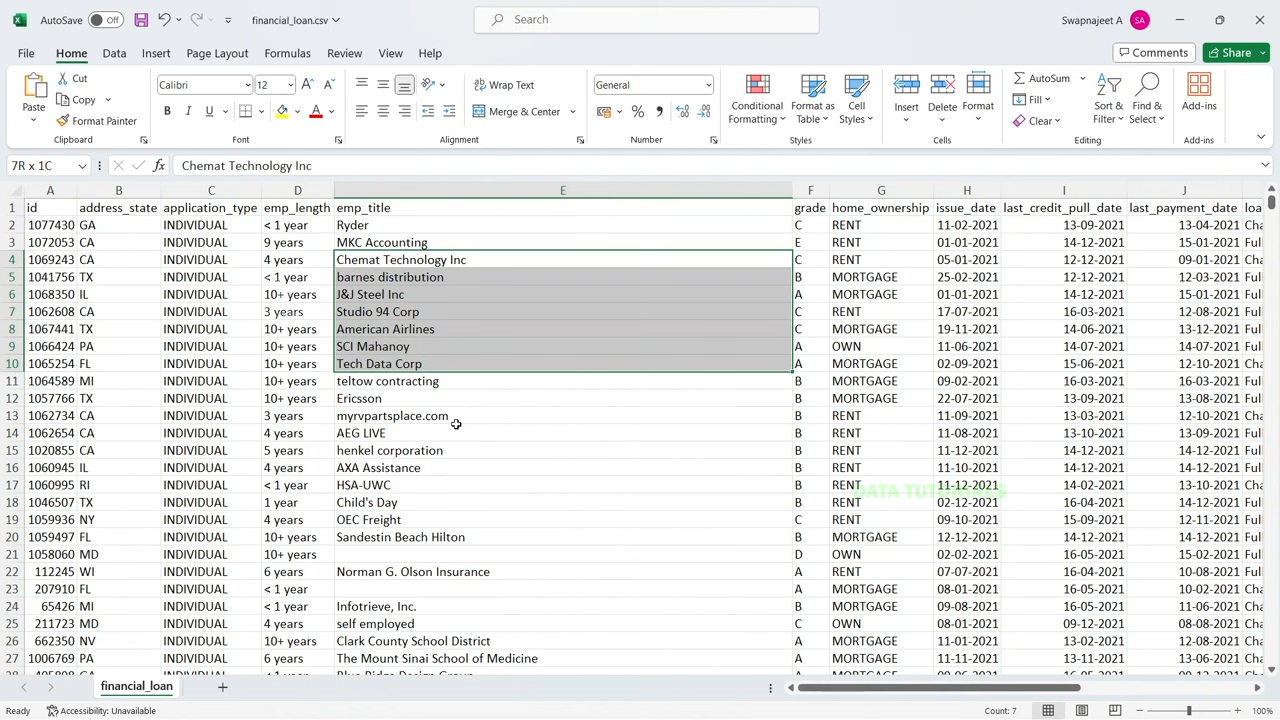 AutoSave Off financial_loan.csv Search Swapnajeet A SA
File Home Data Insert Page Layout Formulas Review View Help Comments Share
Cut Calibri 12 Wrap Text General AutoSum
Paste Copy Merge & Center Conditional Formatting Format as Table Cell Styles Insert Delete Format Fill Sort & Filter Find & Select Add-ins
Format Painter B I U A Clear
Clipboard Font Alignment Number Styles Cells Editing Add-ins
7R x 1C fx Chemat Technology Inc
A B C D E F G H I J
1 id address_state application_type emp_length emp_title grade home_ownership issue_date last_credit_pull_date last_payment_date loa
2 1077430 GA INDIVIDUAL < 1 year Ryder C RENT 11-02-2021 13-09-2021 13-04-2021 Cha
3 1072053 CA INDIVIDUAL 9 years MKC Accounting E RENT 01-01-2021 14-12-2021 15-01-2021 Ful
4 1069243 CA INDIVIDUAL 4 years Chemat Technology Inc C RENT 05-01-2021 12-12-2021 09-01-2021 Cha
5 1041756 TX INDIVIDUAL < 1 year barnes distribution B MORTGAGE 25-02-2021 12-12-2021 12-03-2021 Ful
6 1068350 IL INDIVIDUAL 10+ years J&J Steel Inc A MORTGAGE 01-01-2021 14-12-2021 15-01-2021 Ful
7 1062608 CA INDIVIDUAL 3 years Studio 94 Corp C RENT 17-07-2021 16-03-2021 12-08-2021 Ful
8 1067441 TX INDIVIDUAL 10+ years American Airlines C MORTGAGE 19-11-2021 14-06-2021 13-12-2021 Ful
9 1066424 PA INDIVIDUAL 10+ years SCI Mahanoy A OWN 11-06-2021 14-07-2021 14-07-2021 Ful
10 1065254 FL INDIVIDUAL 10+ years Tech Data Corp A MORTGAGE 02-09-2021 15-06-2021 12-10-2021 Cha
11 1064589 MI INDIVIDUAL 10+ years teltow contracting B MORTGAGE 09-02-2021 16-03-2021 16-03-2021 Ful
12 1057766 TX INDIVIDUAL 10+ years Ericsson B MORTGAGE 22-07-2021 13-09-2021 13-08-2021 Ful
13 1062734 CA INDIVIDUAL 3 years myrvpartsplace.com B RENT 11-09-2021 13-03-2021 12-10-2021 Cha
14 1062654 CA INDIVIDUAL 4 years AEG LIVE B RENT 11-08-2021 13-10-2021 13-09-2021 Ful
15 1020855 CA INDIVIDUAL 5 years henkel corporation B RENT 11-12-2021 14-12-2021 14-12-2021 Ful
16 1060945 IL INDIVIDUAL 4 years AXA Assistance B RENT 11-10-2021 14-12-2021 14-12-2021 Ful
17 1060995 RI INDIVIDUAL < 1 year HSA-UWC B RENT 11-12-2021 16-05-2021 14-12-2021 Ful
DATA TUTORIALS
18 1046507 TX INDIVIDUAL 1 year Child's Day B RENT 02-12-2021 16-04-2021 14-12-2021 Ful
19 1059936 NY INDIVIDUAL 4 years OEC Freight C RENT 09-10-2021 15-09-2021 12-11-2021 Ful
20 1059497 FL INDIVIDUAL 10+ years Sandestin Beach Hilton B MORTGAGE 12-12-2021 14-12-2021 14-12-2021 Ful
21 1058060 MD INDIVIDUAL 10+ years D OWN 02-02-2021 16-05-2021 15-02-2021 Ful
22 112245 WI INDIVIDUAL 6 years Norman G. Olson Insurance A RENT 07-07-2021 16-04-2021 10-08-2021 Ful
23 207910 FL INDIVIDUAL < 1 year A MORTGAGE 08-01-2021 16-05-2021 10-02-2021 Ful
24 65426 MI INDIVIDUAL < 1 year Infotrieve, Inc. B MORTGAGE 09-08-2021 16-05-2021 11-06-2021 Ful
25 211723 MD INDIVIDUAL 4 years self employed C OWN 08-01-2021 09-12-2021 08-08-2021 Cha
26 662350 NV INDIVIDUAL 10+ years Clark County School District A MORTGAGE 11-01-2021 13-02-2021 12-08-2021 Ful
27 1006769 PA INDIVIDUAL 6 years The Mount Sinai School of Medicine A MORTGAGE 11-11-2021 13-11-2021 13-06-2021 Ful
financial_loan
Ready Accessibility: Unavailable Count: 7 100%